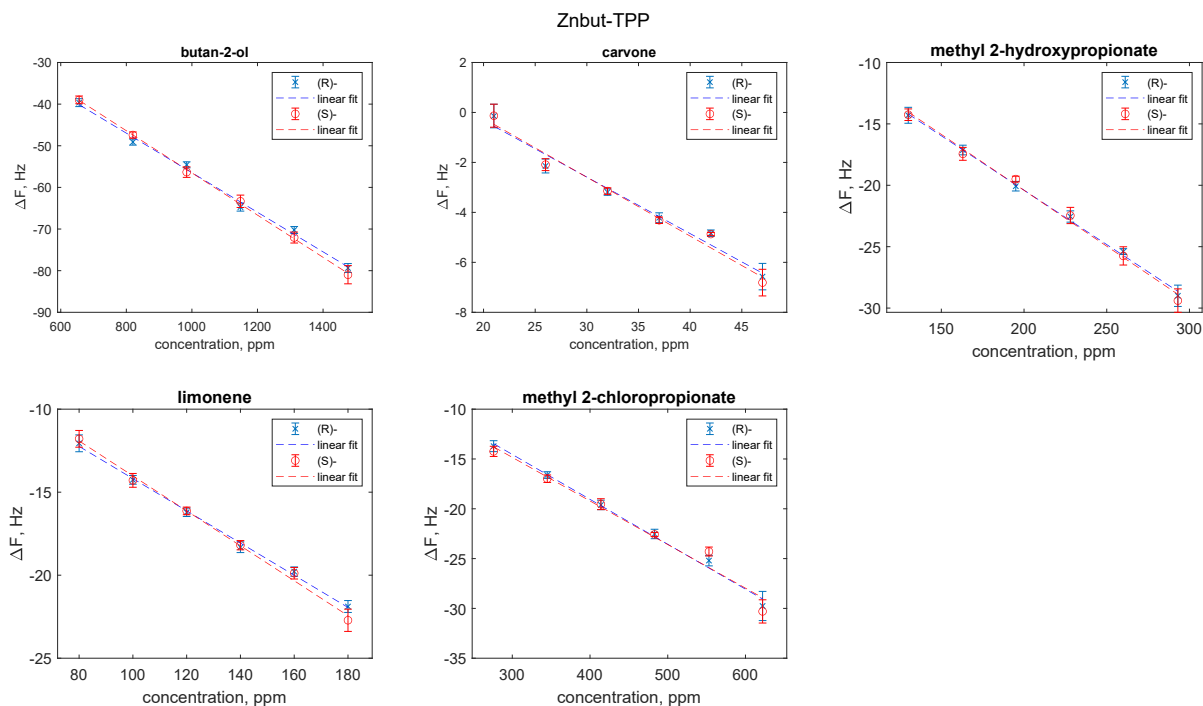 Znbut-TPP
butan-2-ol
-30
-40
-50
-60
-70
-80
-90
600 800 1000 1200 1400
concentration, ppm
ΔF, Hz
(R)-
linear fit
(S)-
linear fit
carvone
2
0
-2
-4
-6
-8
20 25 30 35 40 45
concentration, ppm
ΔF, Hz
(R)-
linear fit
(S)-
linear fit
methyl 2-hydroxypropionate
-10
-15
-20
-25
-30
150 200 250 300
concentration, ppm
ΔF, Hz
(R)-
linear fit
(S)-
linear fit
limonene
-10
-15
-20
-25
80 100 120 140 160 180
concentration, ppm
ΔF, Hz
(R)-
linear fit
(S)-
linear fit
methyl 2-chloropropionate
-10
-15
-20
-25
-30
-35
300 400 500 600
concentration, ppm
ΔF, Hz
(R)-
linear fit
(S)-
linear fit